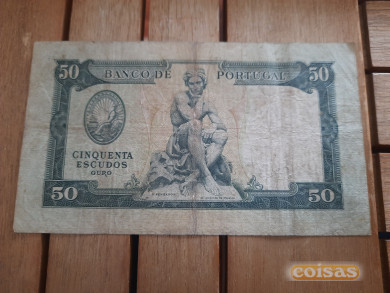 50 BANCO DE PORTUGAL 50
CINQUENTA
ESCUDOS
OURO
50 50
coisas